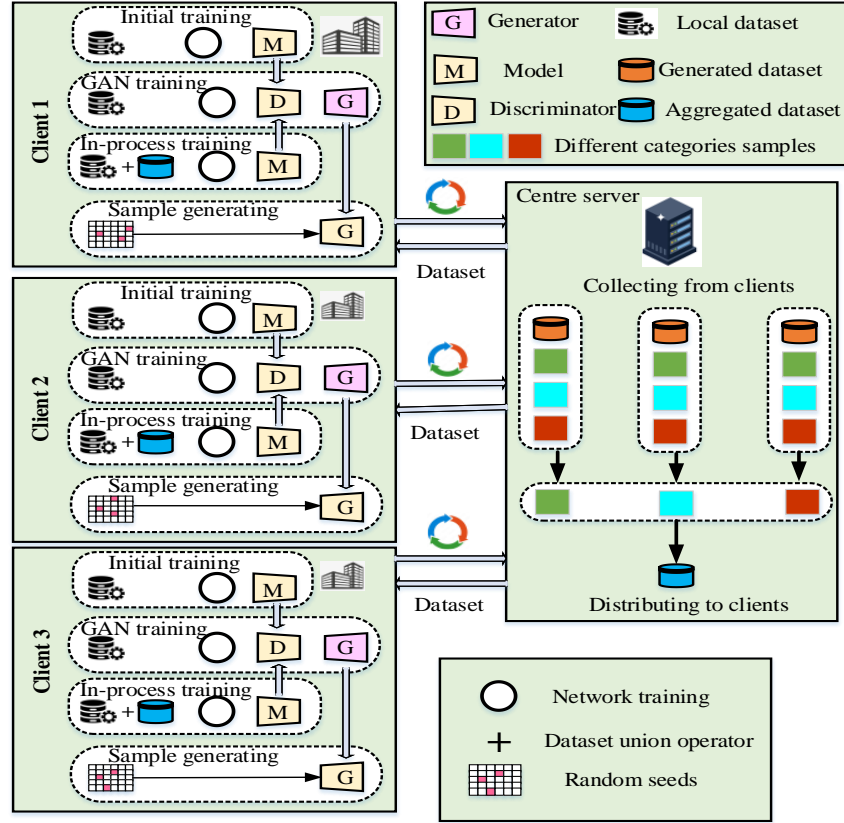 Client 1
Initial training
M
GAN training
D
G
In-process training
+
M
Sample generating
G
Client 2
Initial training
M
GAN training
D
G
In-process training
+
M
Sample generating
G
Client 3
Initial training
M
GAN training
D
G
In-process training
+
M
Sample generating
G
Dataset
Dataset
Dataset
G Generator Local dataset
M Model Generated dataset
D Discriminator Aggregated dataset
Different categories samples
Centre server
Collecting from clients
Distributing to clients
Network training
+ Dataset union operator
Random seeds